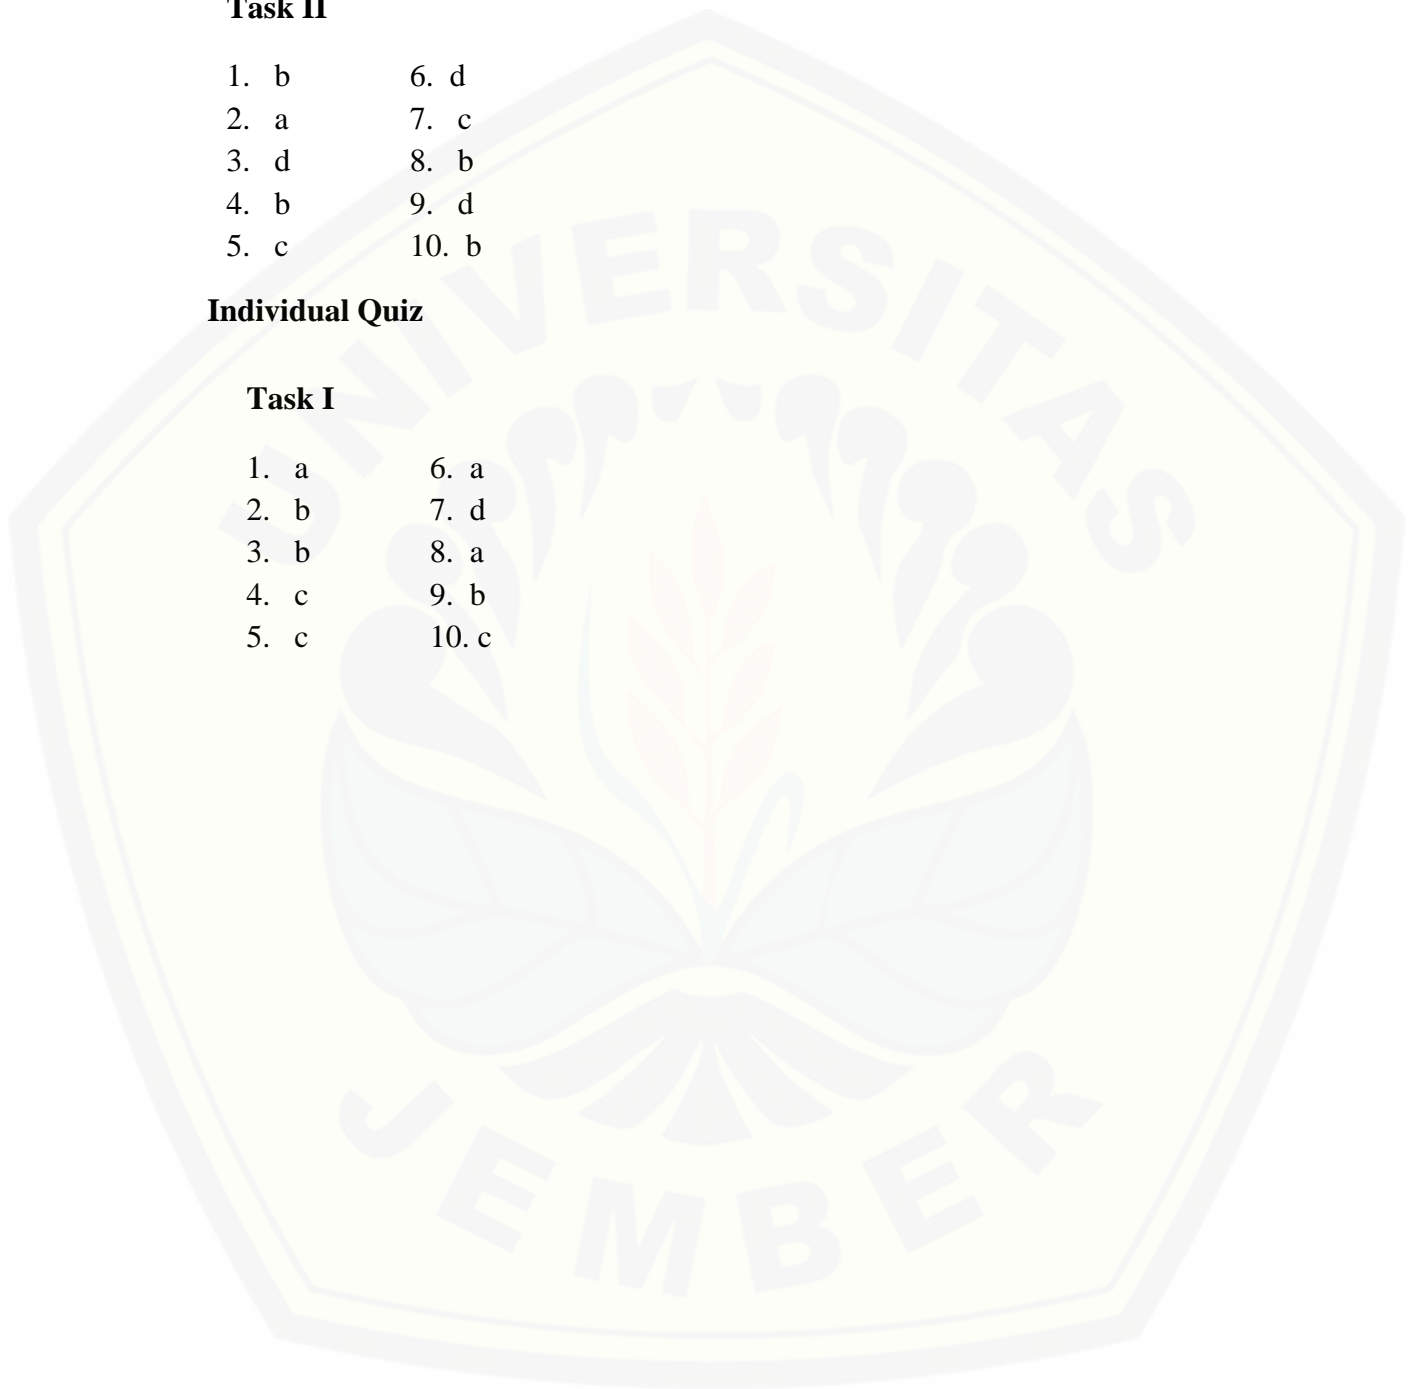 Task II
1. b 6. d
2. a 7. c
3. d 8. b
4. b 9. d
5. c 10. b
Individual Quiz
Task I
1. a 6. a
2. b 7. d
3. b 8. a
4. c 9. b
5. c 10. c
UNIVERSITAS
JEMBER